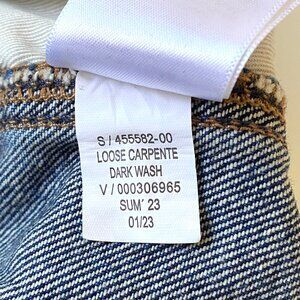 S / 455582-00
LOOSE CARPENTE
DARK WASH
V / 000306965
SUM' 23
01/23